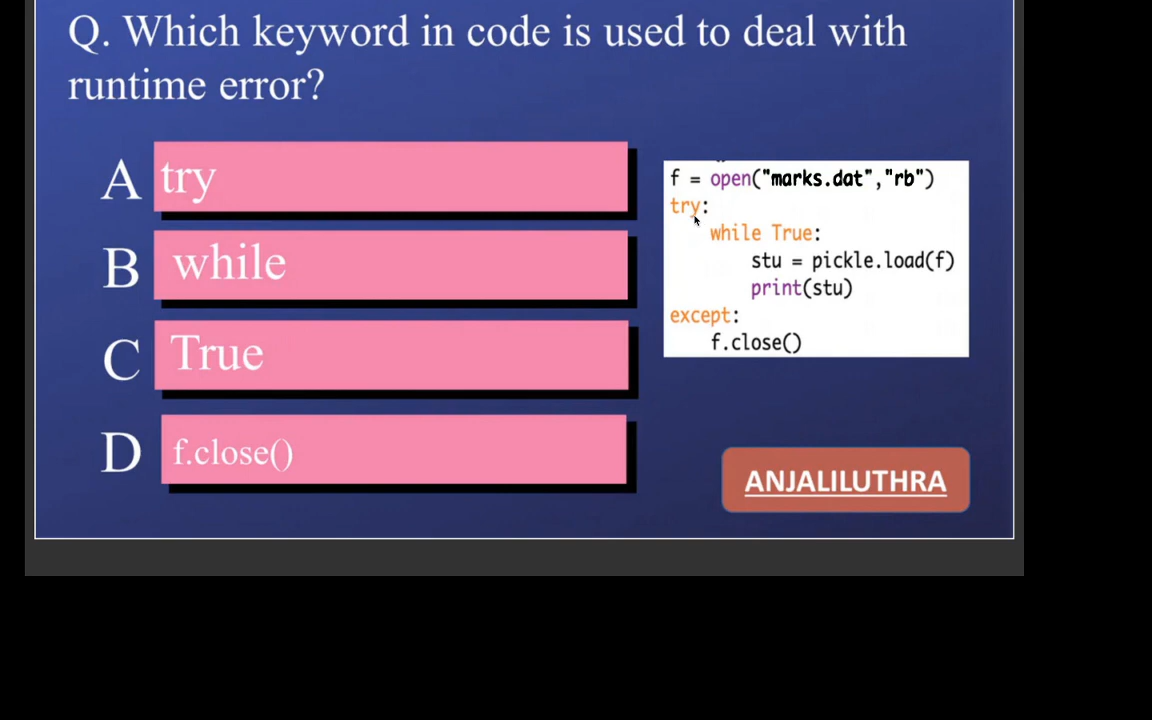 Q. Which keyword in code is used to deal with
runtime error?
A try
B while
C True
D f.close()
f = open("marks.dat","rb")
try:
    while True:
        stu = pickle.load(f)
        print(stu)
except:
    f.close()
ANJALILUTHRA